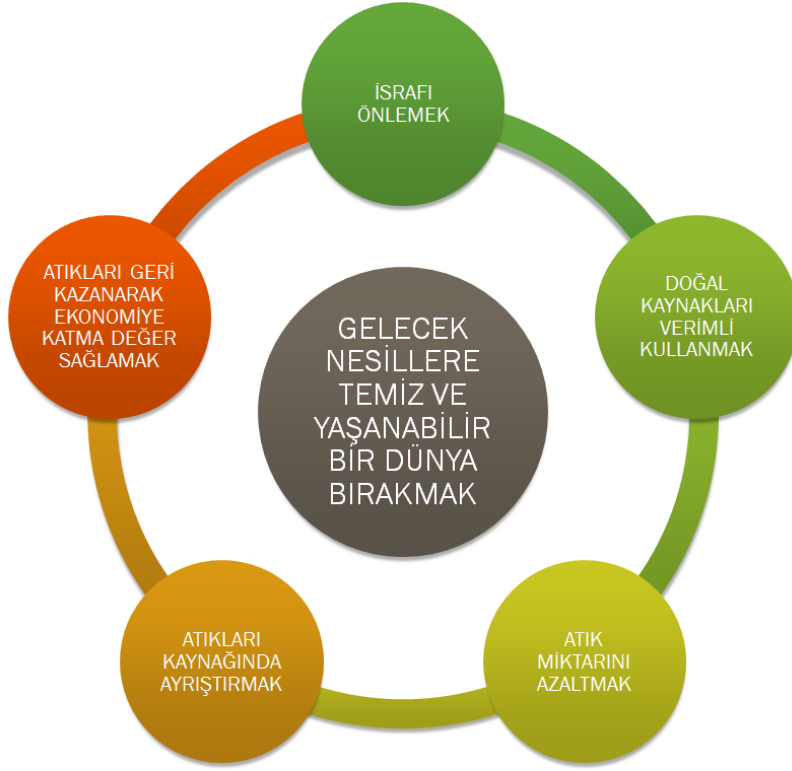 İSRAFI
ÖNLEMEK
DOĞAL
KAYNAKLARI
VERİMLİ
KULLANMAK
ATIK
MİKTARINI
AZALTMAK
ATIKLARI
KAYNAĞINDA
AYRIŞTIRMAK
ATIKLARI GERİ
KAZANARAK
EKONOMİYE
KATMA DEĞER
SAĞLAMAK
GELECEK
NESİLLERE
TEMİZ VE
YAŞANABİLİR
BİR DÜNYA
BIRAKMAK